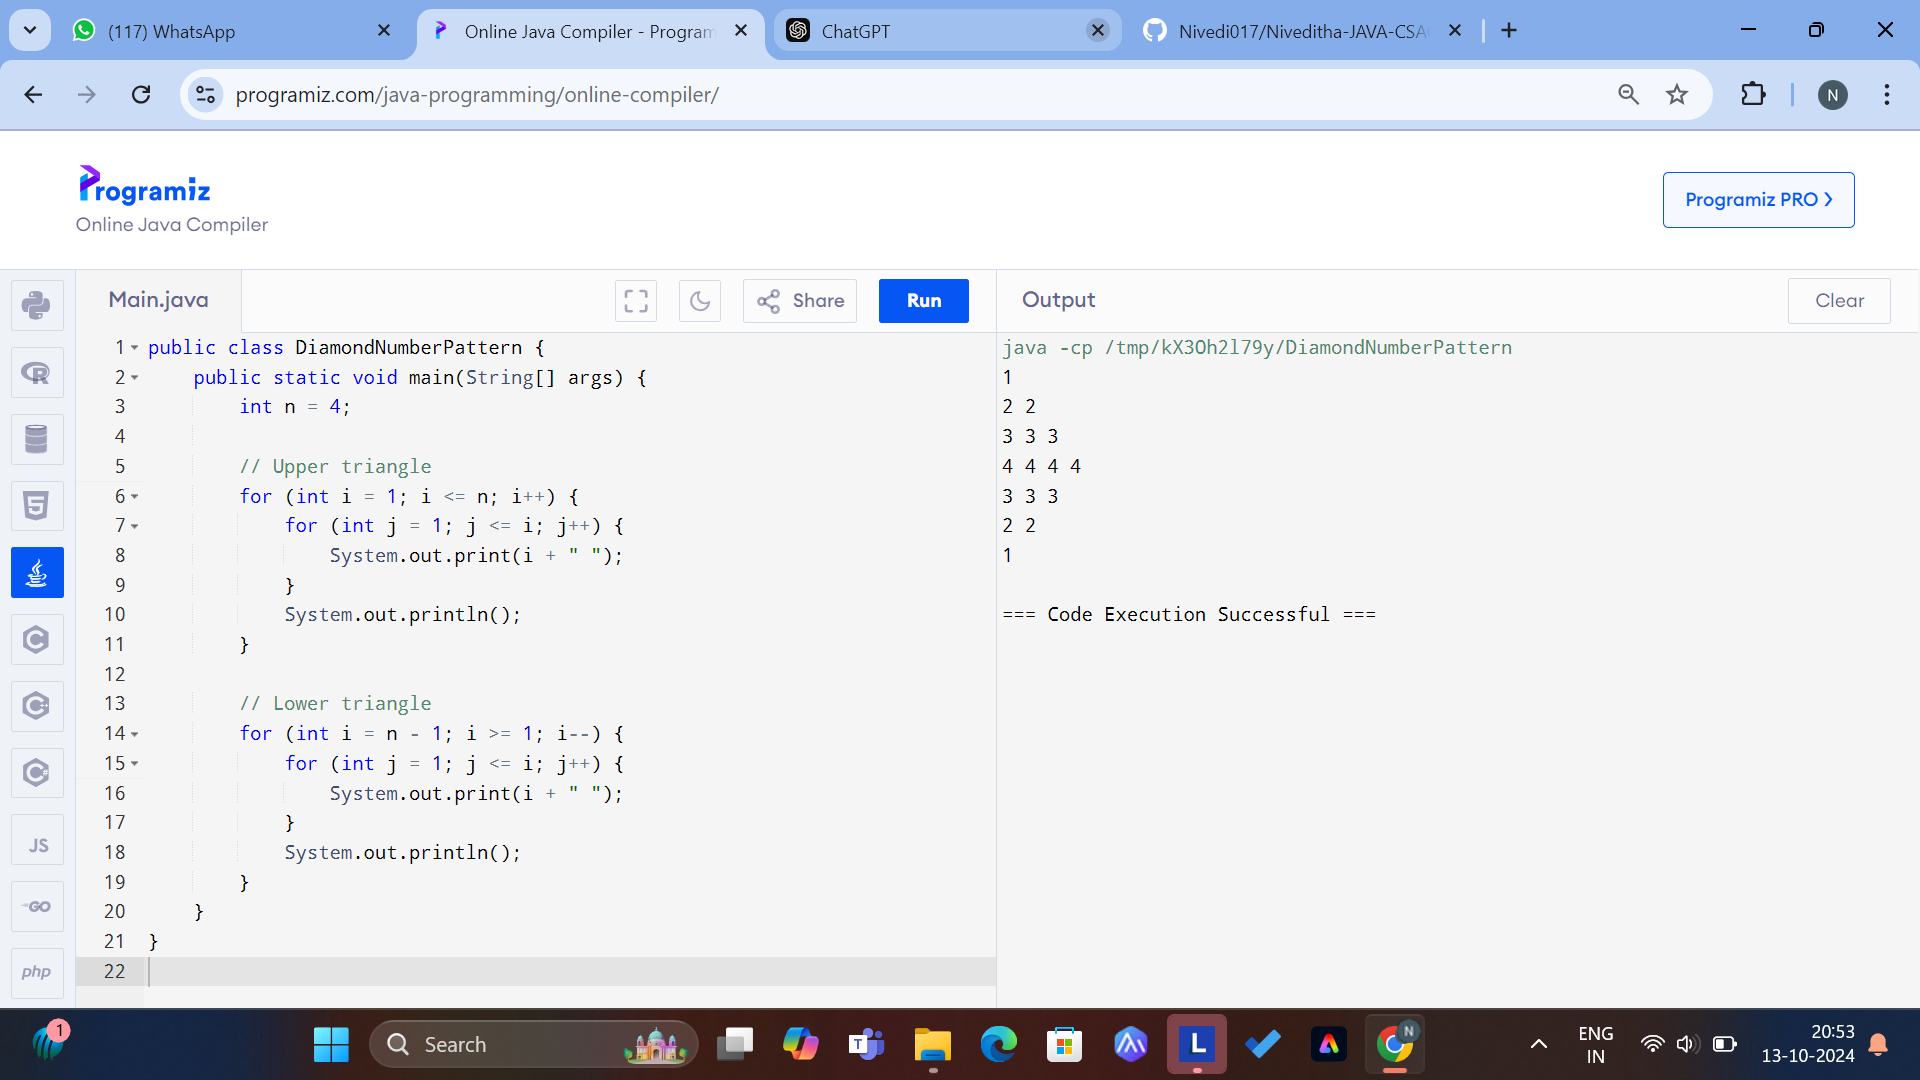 (117) WhatsApp
Online Java Compiler - Program
ChatGPT
Nivedi017/Niveditha-JAVA-CSA
programiz.com/java-programming/online-compiler/
N
Programiz
Online Java Compiler
Programiz PRO >
Main.java
Share
Run
Output
Clear
1 public class DiamondNumberPattern {
2     public static void main(String[] args) {
3         int n = 4;
4
5         // Upper triangle
6         for (int i = 1; i <= n; i++) {
7             for (int j = 1; j <= i; j++) {
8                 System.out.print(i + " ");
9             }
10             System.out.println();
11         }
12
13         // Lower triangle
14         for (int i = n - 1; i >= 1; i--) {
15             for (int j = 1; j <= i; j++) {
16                 System.out.print(i + " ");
17             }
18             System.out.println();
19         }
20     }
21 }
22
java -cp /tmp/kX3Oh2l79y/DiamondNumberPattern
1
2 2
3 3 3
4 4 4 4
3 3 3
2 2
1
=== Code Execution Successful ===
R
5
C
C++
C#
JS
GO
php
1
Search
T
L
N
ENG
IN
20:53
13-10-2024